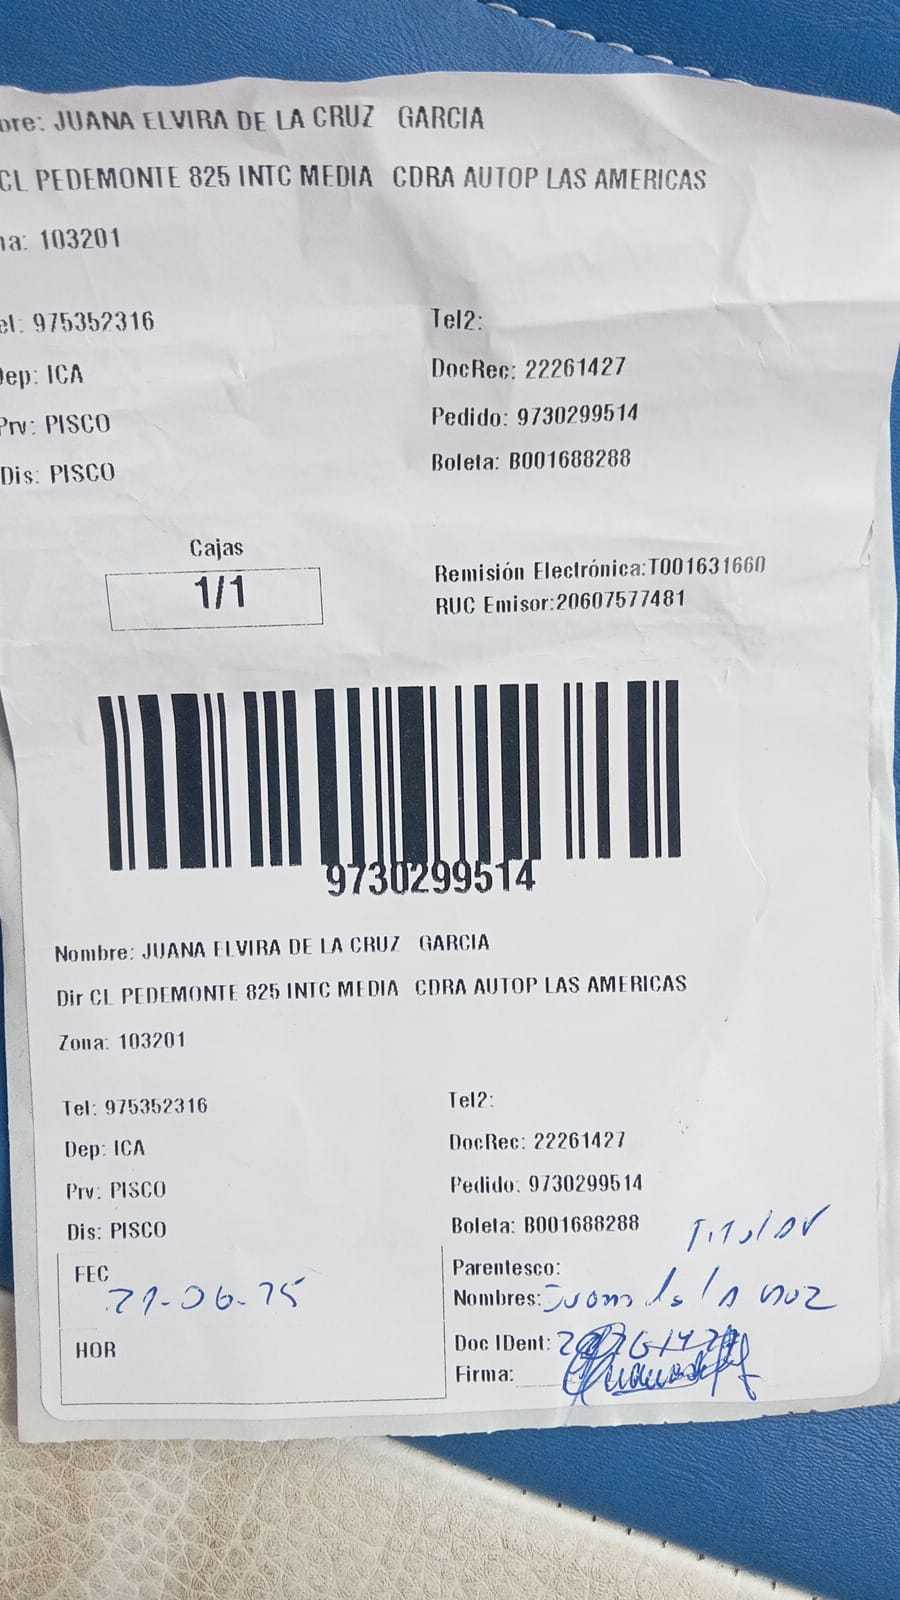 bre: JUANA ELVIRA DE LA CRUZ GARCIA
CL PEDEMONTE 825 INTC MEDIA CDRA AUTOP LAS AMERICAS
na: 103201
el: 975352316 Tel2:
Dep: ICA DocRec: 22261427
Prv: PISCO Pedido: 9730299514
Dis: PISCO Boleta: B001688288
Cajas
1/1
Remisión Electrónica:T001631660
RUC Emisor:20607577481
9730299514
Nombre: JUANA ELVIRA DE LA CRUZ GARCIA
Dir CL PEDEMONTE 825 INTC MEDIA CDRA AUTOP LAS AMERICAS
Zona: 103201
Tel: 975352316 Tel2:
Dep: ICA DocRec: 22261427
Prv: PISCO Pedido: 9730299514
Dis: PISCO Boleta: B001688288
Titular
FEC Parentesco:
Nombres: Juana de la cruz
HOR Doc IDent:
Firma: